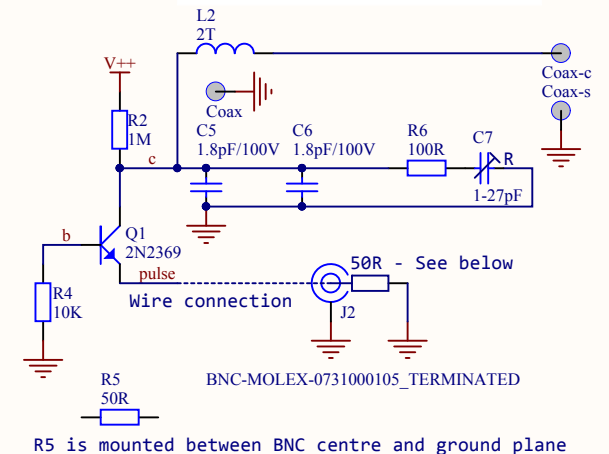 L2
2T
V++
Coax-c
Coax-s
Coax
R2
1M
c
C5
1.8pF/100V
C6
1.8pF/100V
R6
100R
C7
R
1-27pF
b
Q1
2N2369
pulse
Wire connection
50R - See below
J2
R4
10K
BNC-MOLEX-0731000105_TERMINATED
R5
50R
R5 is mounted between BNC centre and ground plane